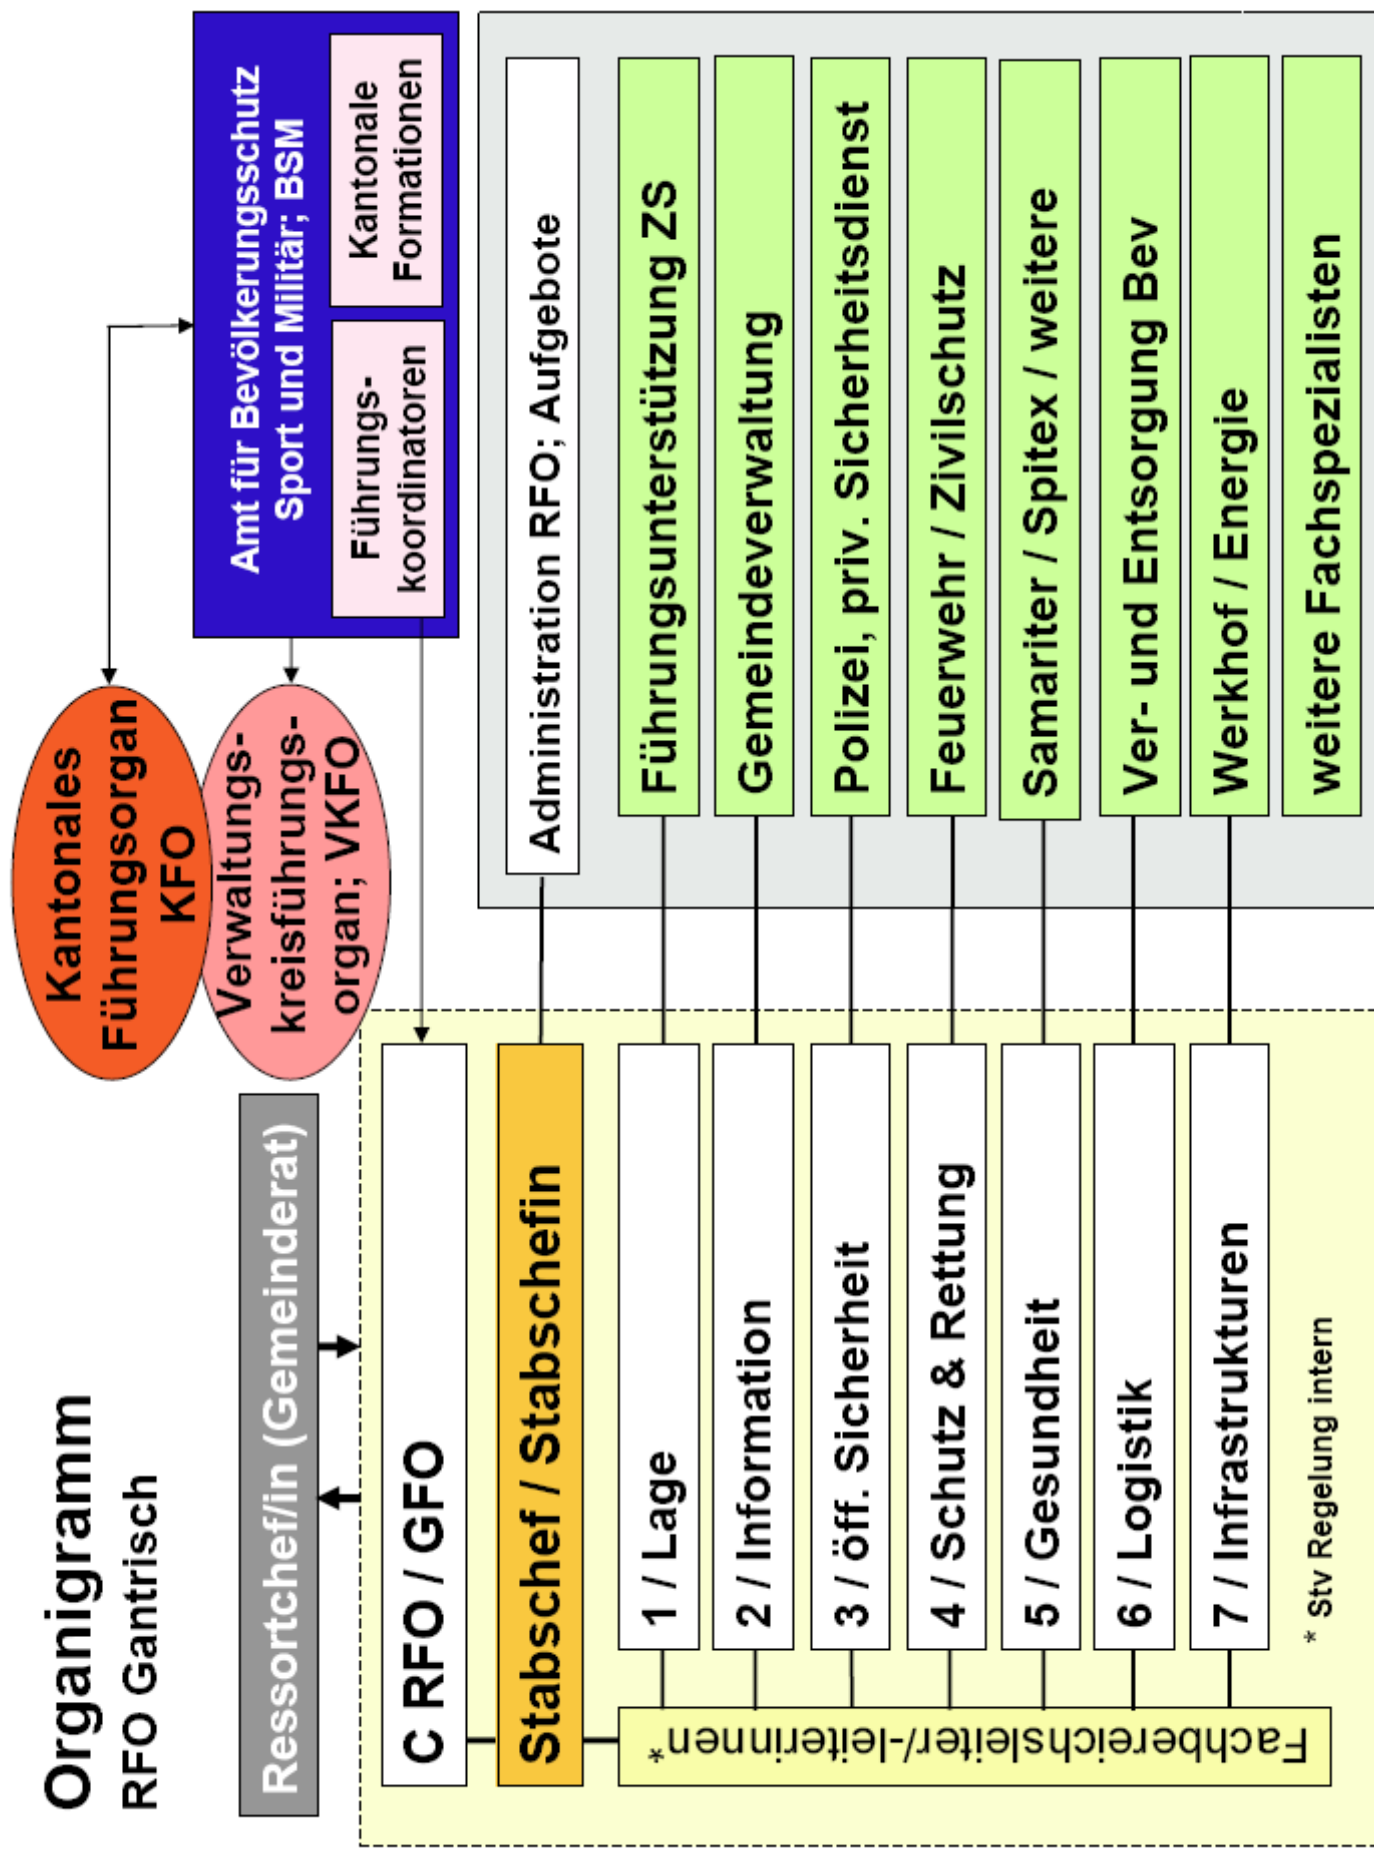 Organigramm
RFO Gantrisch
Kantonales
Führungsorgan
KFO
Verwaltungs-
kreisführungs-
organ; VKFO
Amt für Bevölkerungsschutz
Sport und Militär; BSM
Führungs-
koordinatoren
Kantonale
Formationen
Ressortchef/in (Gemeinderat)
C RFO / GFO
Stabschef / Stabschefin
Administration RFO; Aufgebote
Fachbereichsleiter/-leiterinnen*
1 / Lage
Führungsunterstützung ZS
2 / Information
Gemeindeverwaltung
3 / öff. Sicherheit
Polizei, priv. Sicherheitsdienst
4 / Schutz & Rettung
Feuerwehr / Zivilschutz
5 / Gesundheit
Samariter / Spitex / weitere
6 / Logistik
Ver- und Entsorgung Bev
7 / Infrastrukturen
Werkhof / Energie
weitere Fachspezialisten
* Stv Regelung intern